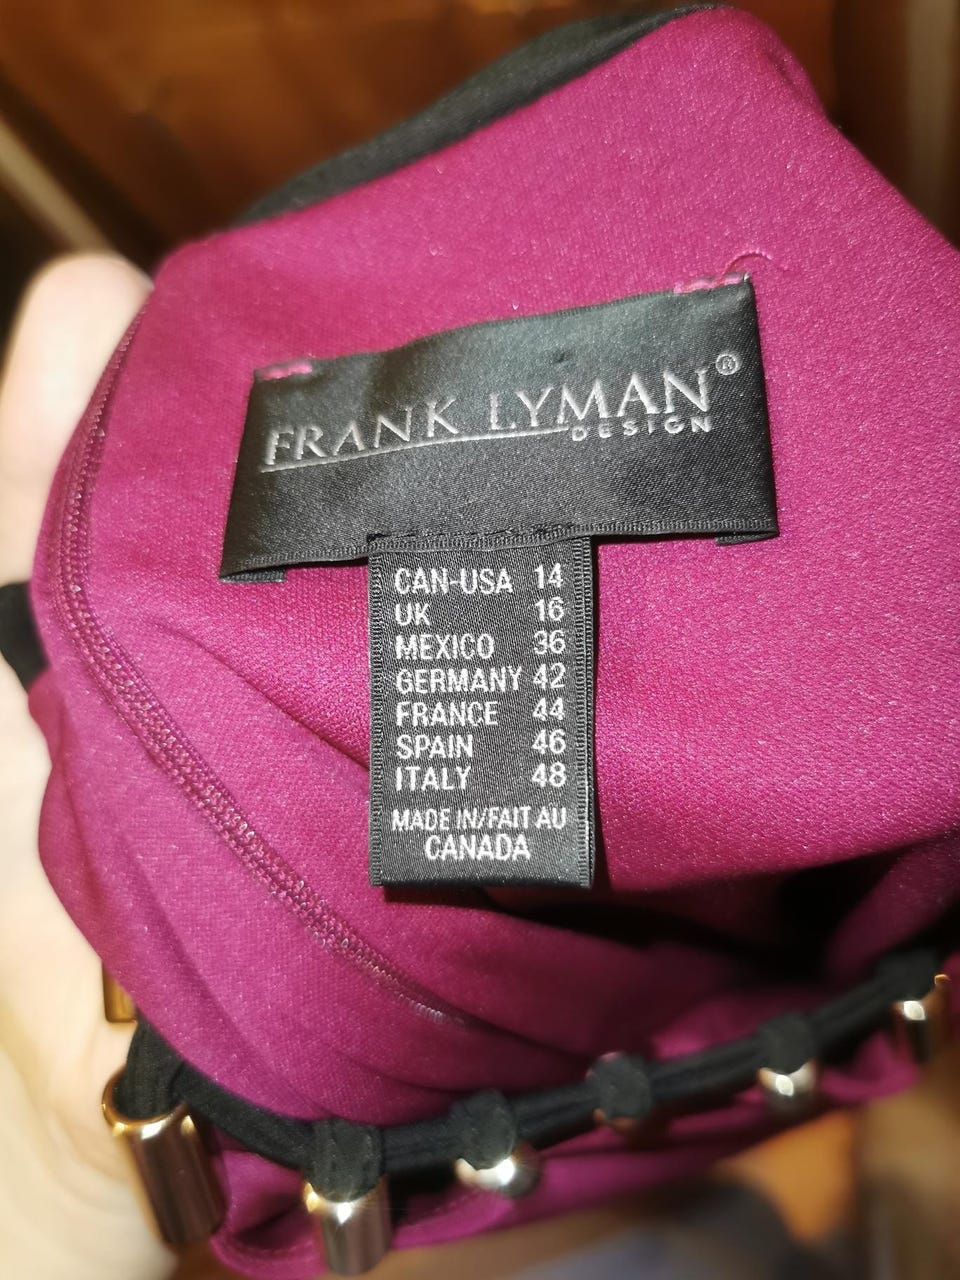 FRANK LYMAN®
DESIGN
CAN-USA 14
UK 16
MEXICO 36
GERMANY 42
FRANCE 44
SPAIN 46
ITALY 48
MADE IN/FAIT AU
CANADA